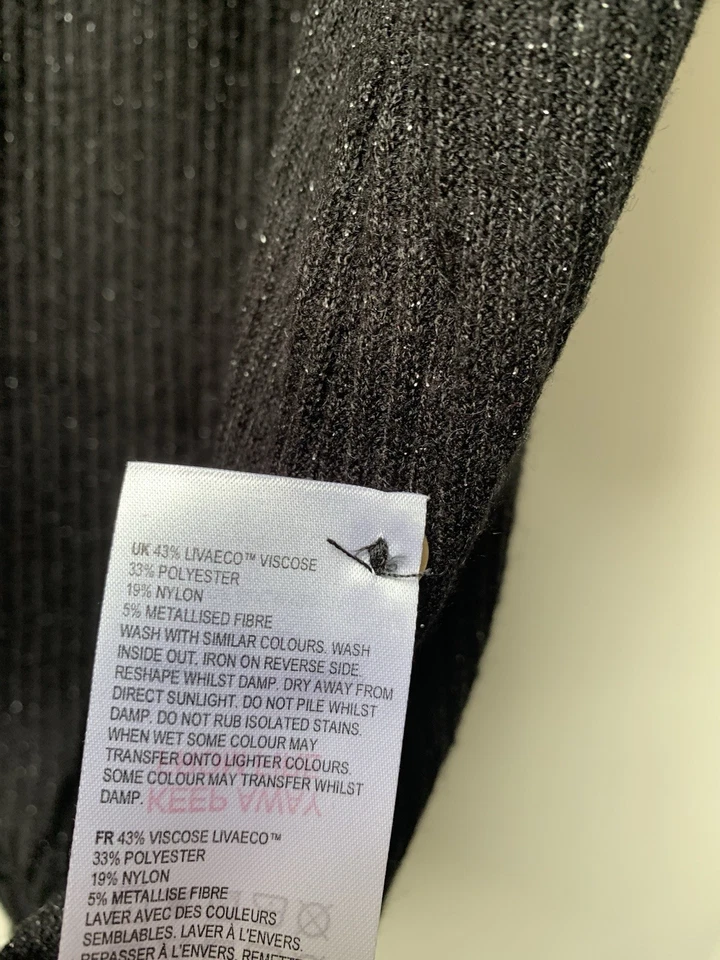 UK 43% LIVAECO™ VISCOSE
33% POLYESTER
19% NYLON
5% METALLISED FIBRE
WASH WITH SIMILAR COLOURS. WASH
INSIDE OUT. IRON ON REVERSE SIDE.
RESHAPE WHILST DAMP. DRY AWAY FROM
DIRECT SUNLIGHT. DO NOT PILE WHILST
DAMP. DO NOT RUB ISOLATED STAINS.
WHEN WET SOME COLOUR MAY
TRANSFER ONTO LIGHTER COLOURS.
SOME COLOUR MAY TRANSFER WHILST
DAMP.
KEEP AWAY
FR 43% VISCOSE LIVAECO™
33% POLYESTER
19% NYLON
5% METALLISE FIBRE
LAVER AVEC DES COULEURS
SEMBLABLES. LAVER À L'ENVERS.
REPASSER À L'ENVERS.